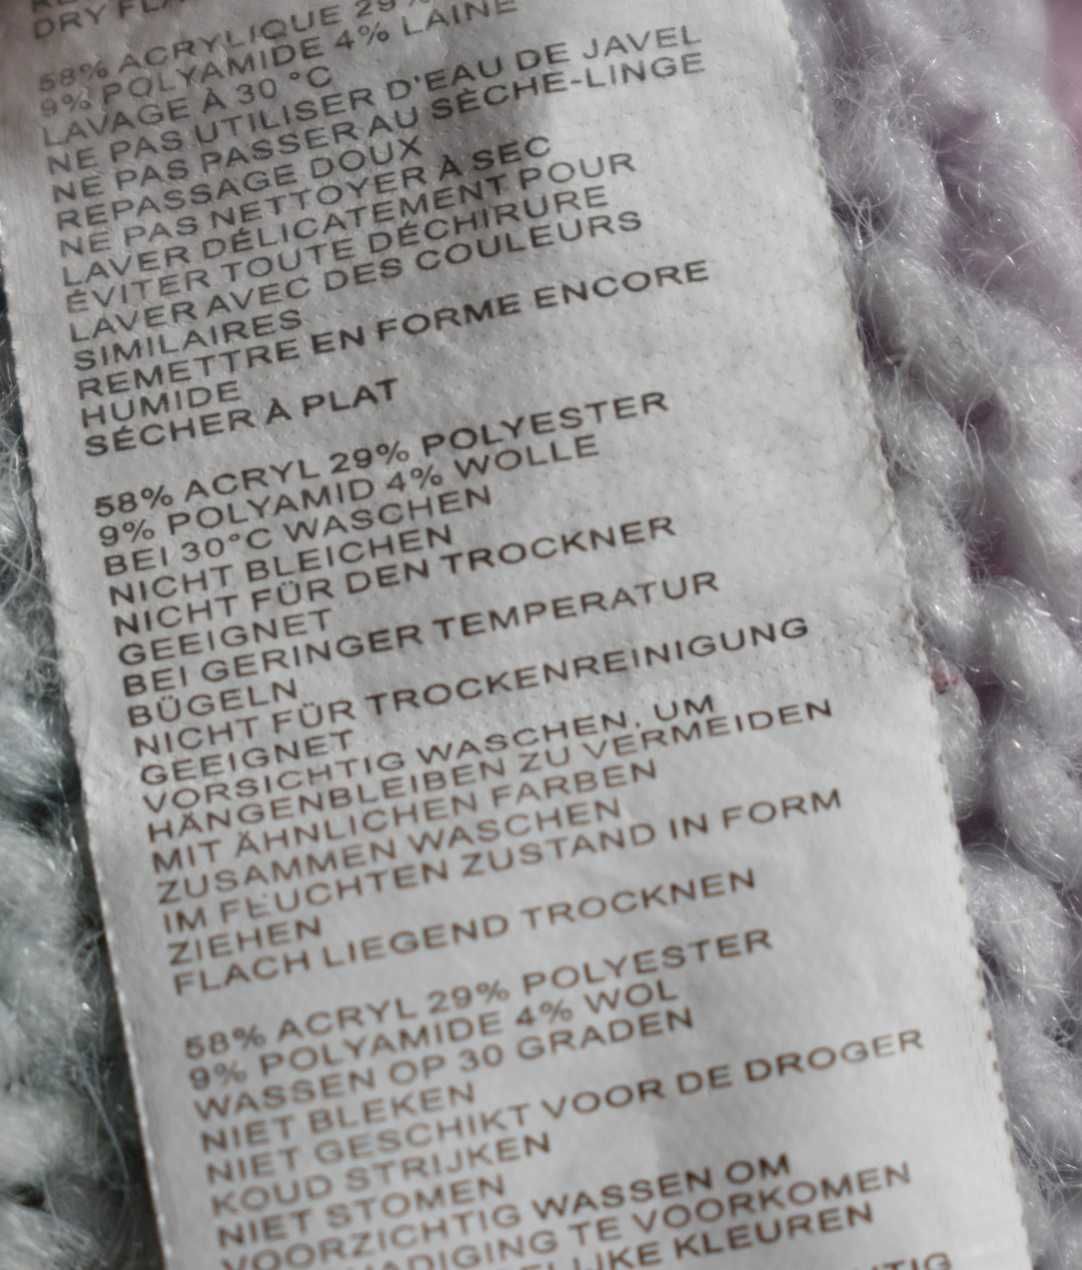 DRY
58% ACRYLIQUE 29%
9% POLYAMIDE 4% LAINE
LAVAGE À 30 °C
NE PAS UTILISER D'EAU DE JAVEL
NE PAS PASSER AU SÈCHE-LINGE
REPASSAGE DOUX
NE PAS NETTOYER À SEC
LAVER DÉLICATEMENT POUR
ÉVITER TOUTE DÉCHIRURE
LAVER AVEC DES COULEURS
SIMILAIRES
REMETTRE EN FORME ENCORE
HUMIDE
SÉCHER À PLAT
58% ACRYL 29% POLYESTER
9% POLYAMID 4% WOLLE
BEI 30°C WASCHEN
NICHT BLEICHEN
NICHT FÜR DEN TROCKNER
GEEIGNET
BEI GERINGER TEMPERATUR
BÜGELN
NICHT FÜR TROCKENREINIGUNG
GEEIGNET
VORSICHTIG WASCHEN, UM
HÄNGENBLEIBEN ZU VERMEIDEN
MIT ÄHNLICHEN FARBEN
ZUSAMMEN WASCHEN
IM FEUCHTEN ZUSTAND IN FORM
ZIEHEN
FLACH LIEGEND TROCKNEN
58% ACRYL 29% POLYESTER
9% POLYAMIDE 4% WOL
WASSEN OP 30 GRADEN
NIET BLEKEN
NIET GESCHIKT VOOR DE DROGER
KOUD STRIJKEN
NIET STOMEN
VOORZICHTIG WASSEN OM
TE VOORKOMEN
KLEUREN